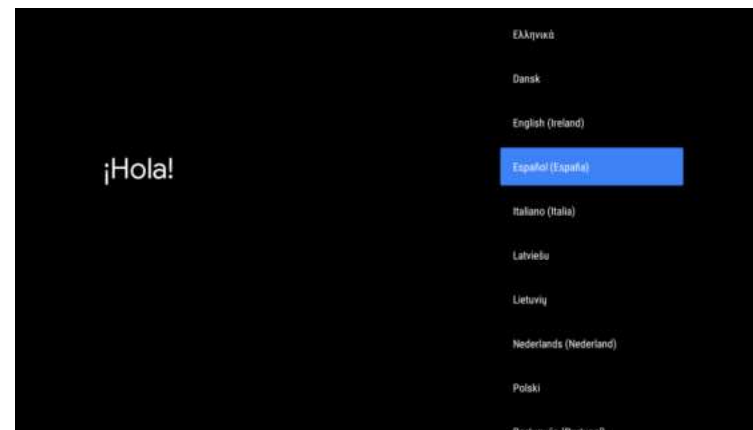 ¡Hola!
Ελληνικά
Dansk
English (Ireland)
Español (España)
Italiano (Italia)
Latviešu
Lietuvių
Nederlands (Nederland)
Polski